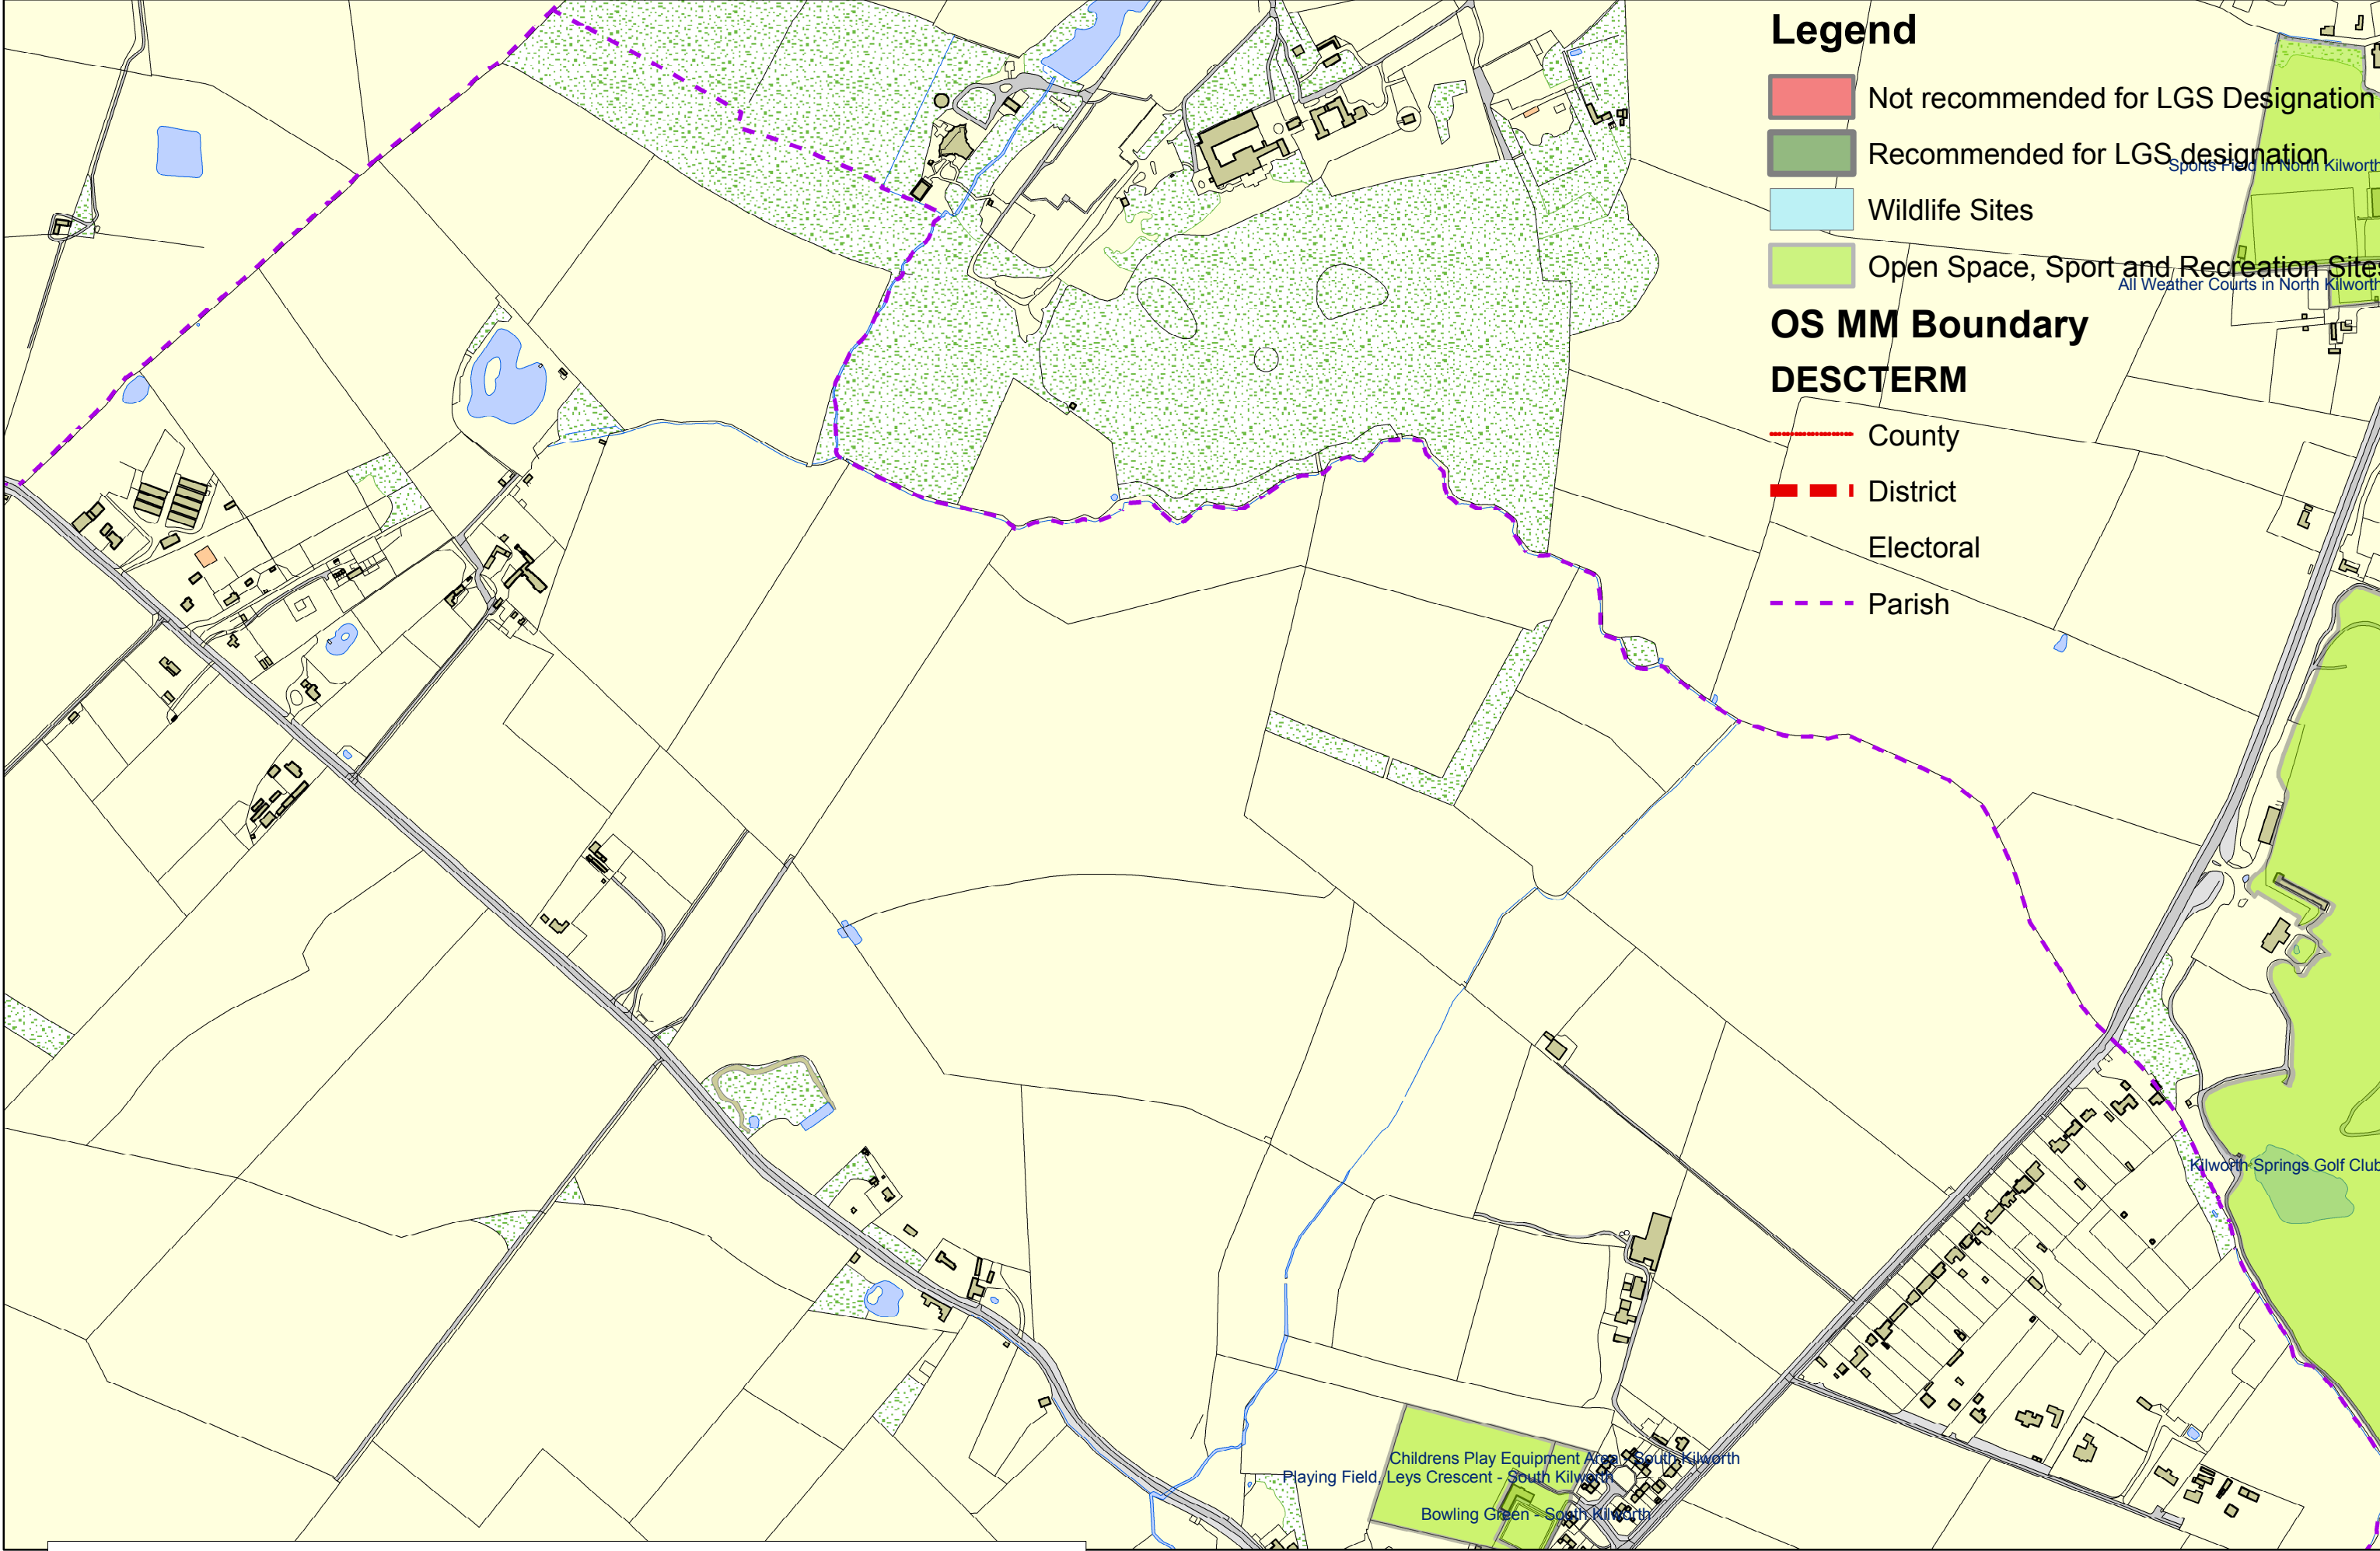 Legend
Not recommended for LGS Designation
Recommended for LGS designation
Sports Field in North Kilworth
Wildlife Sites
Open Space, Sport and Recreation Sites
All Weather Courts in North Kilworth
OS MM Boundary
DESCTERM
County
District
Electoral
Parish
Kilworth Springs Golf Club
Childrens Play Equipment Area - South Kilworth
Playing Field, Leys Crescent - South Kilworth
Bowling Green - South Kilworth